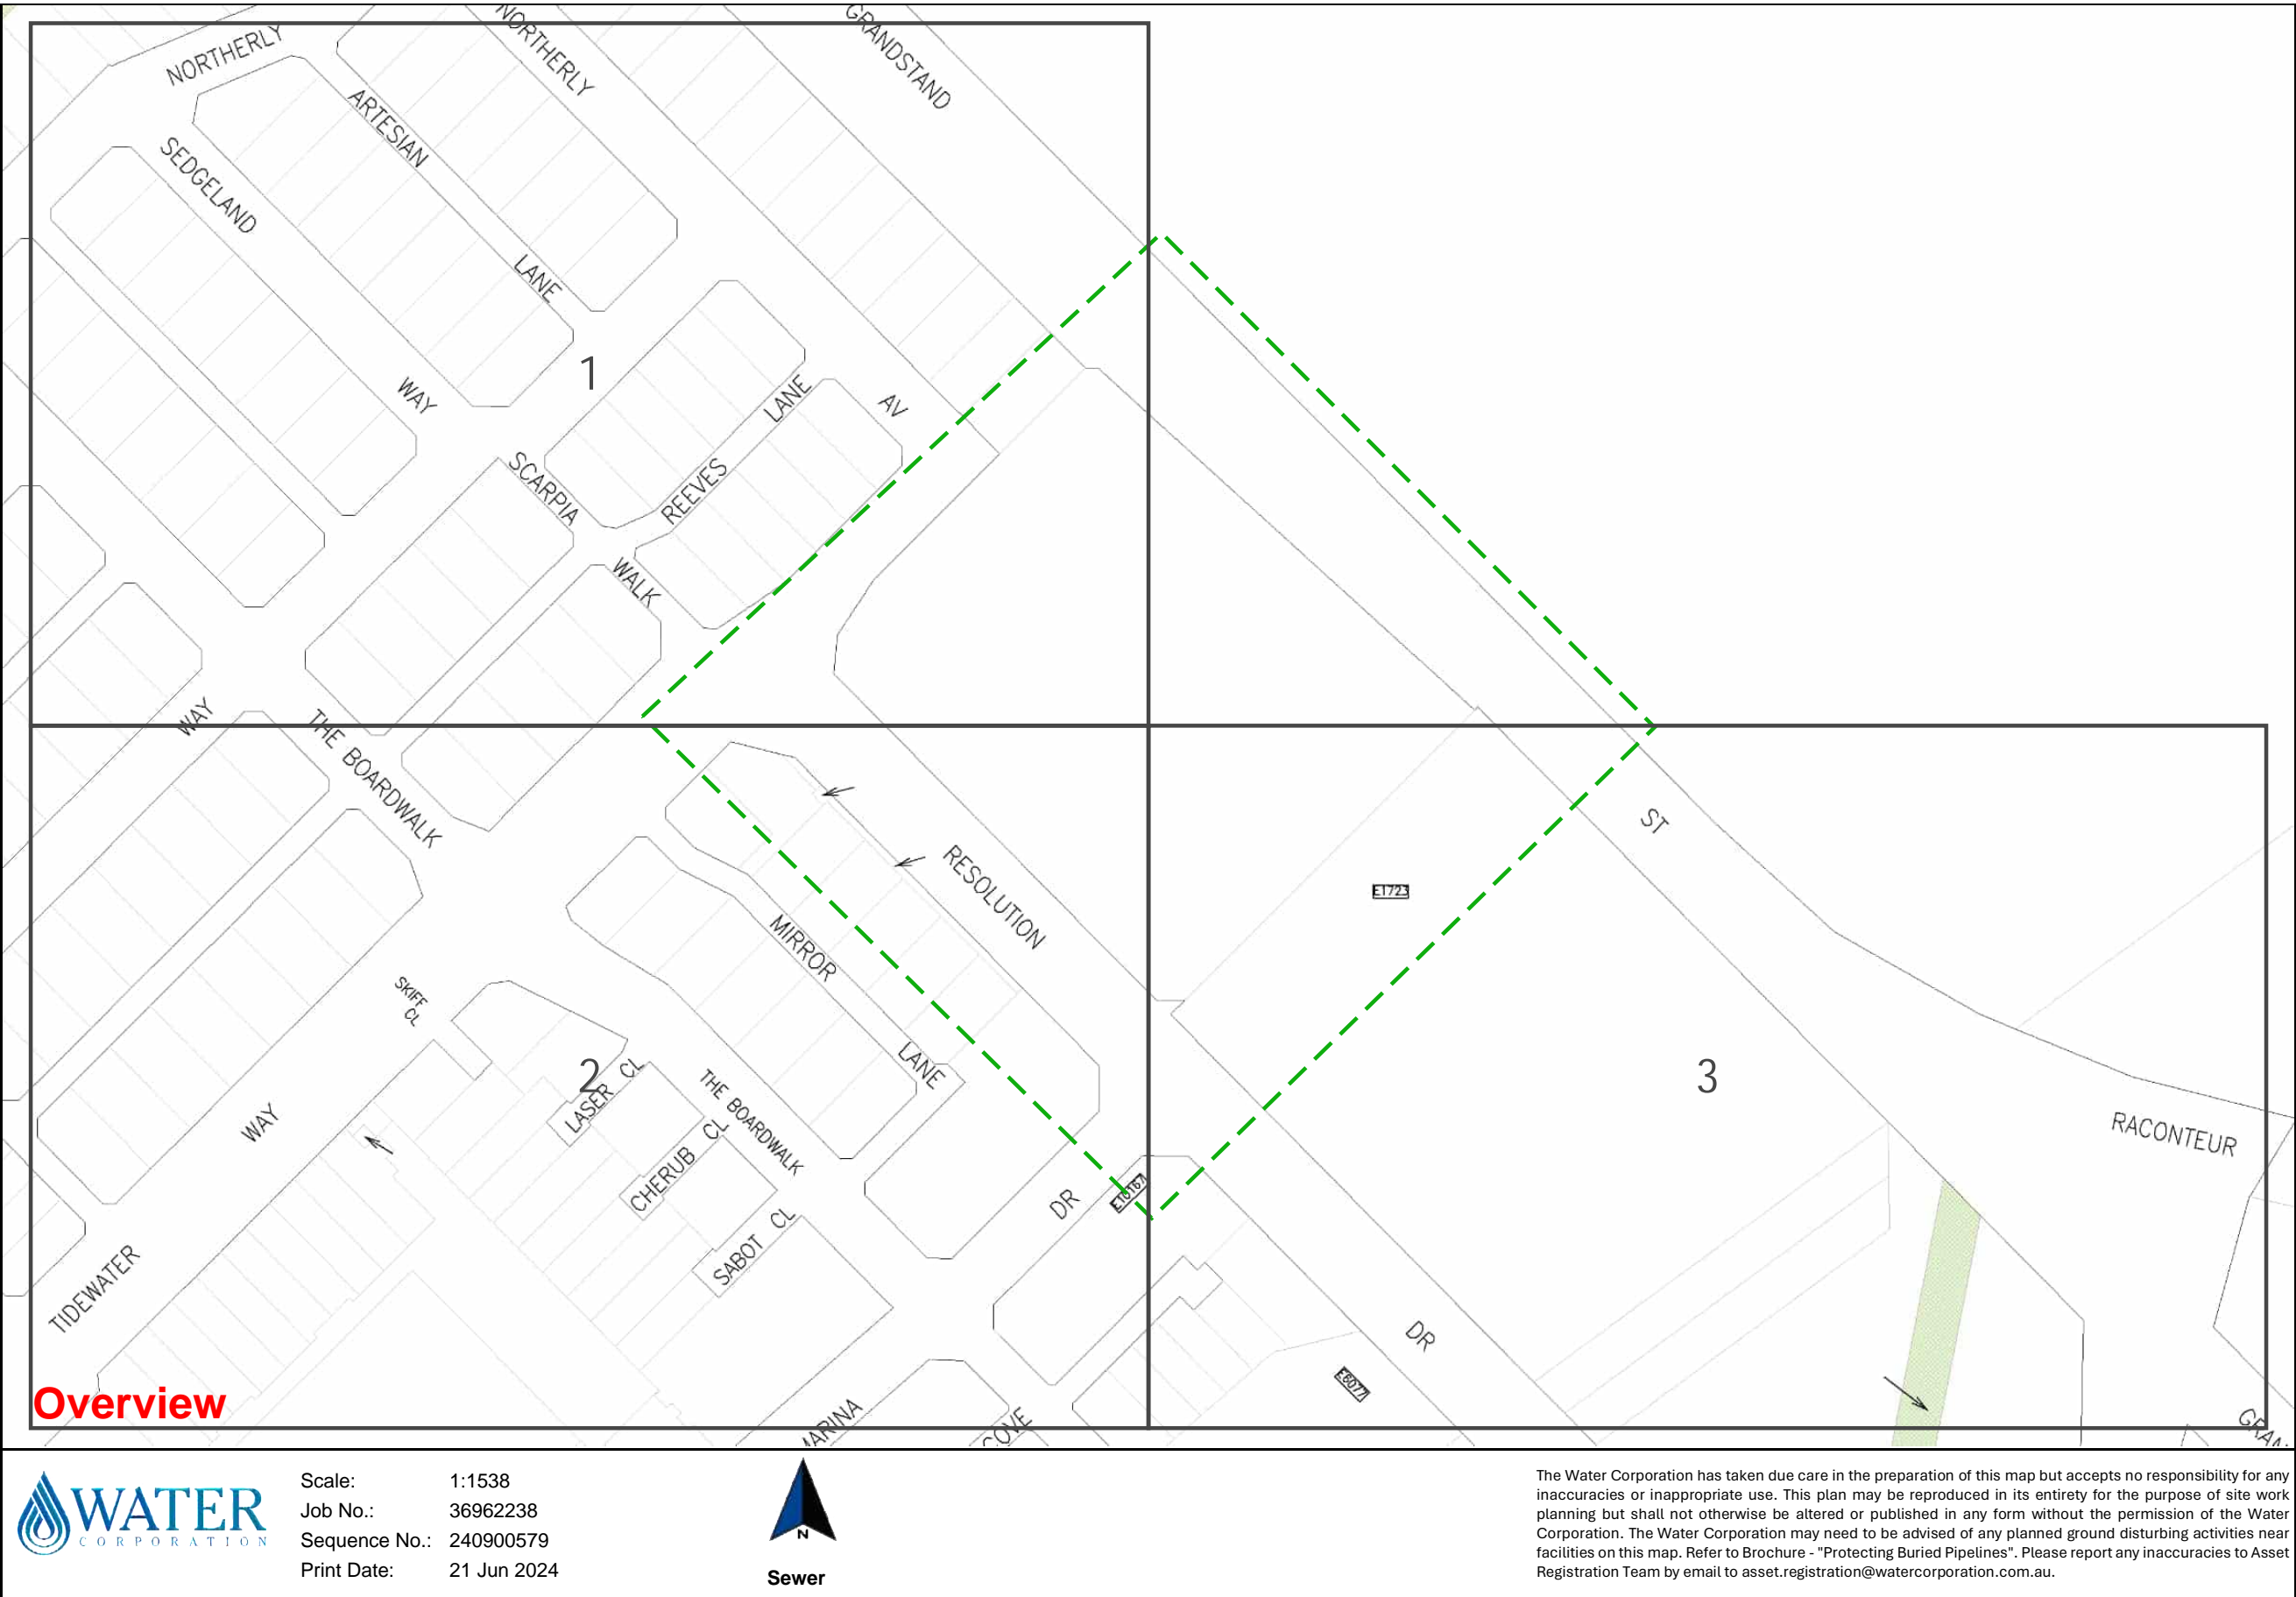 NORTHERLY
NORTHERLY
GRANDSTAND
ARTESIAN
SEDGELAND
LANE
1
WAY
LANE
AV
SCARPIA
REEVES
WALK
WAY
THE BOARDWALK
ST
RESOLUTION
E1723
MIRROR
SKIFF
CL
LANE
2
LASER CL
THE BOARDWALK
3
WAY
CHERUB CL
RACONTEUR
DR
E10167
SABOT CL
TIDEWATER
DR
E6077
Overview
MARINA
COVE
GRAN
WATER
CORPORATION
Scale: 1:1538
Job No.: 36962238
Sequence No.: 240900579
Print Date: 21 Jun 2024
N
Sewer
The Water Corporation has taken due care in the preparation of this map but accepts no responsibility for any
inaccuracies or inappropriate use. This plan may be reproduced in its entirety for the purpose of site work
planning but shall not otherwise be altered or published in any form without the permission of the Water
Corporation. The Water Corporation may need to be advised of any planned ground disturbing activities near
facilities on this map. Refer to Brochure - "Protecting Buried Pipelines". Please report any inaccuracies to Asset
Registration Team by email to asset.registration@watercorporation.com.au.